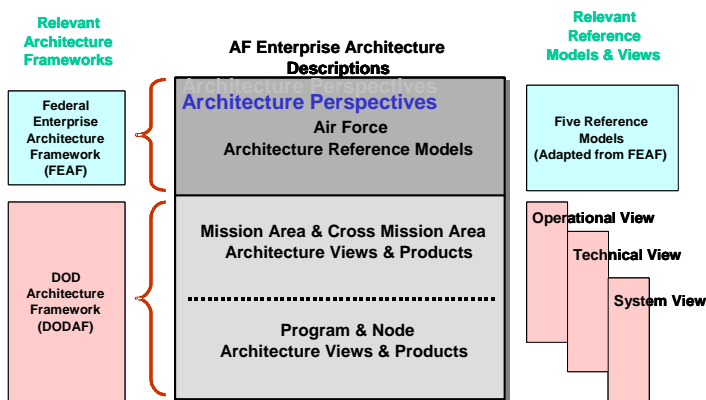 Relevant
Architecture
Frameworks
AF Enterprise Architecture
Descriptions
Relevant
Reference
Models & Views
Architecture Perspectives
Architecture Perspectives
Federal
Enterprise
Architecture
Framework
(FEAF)
Air Force
Architecture Reference Models
Five Reference
Models
(Adapted from FEAF)
DOD
Architecture
Framework
(DODAF)
Mission Area & Cross Mission Area
Architecture Views & Products
Program & Node
Architecture Views & Products
Operational View
Technical View
System View